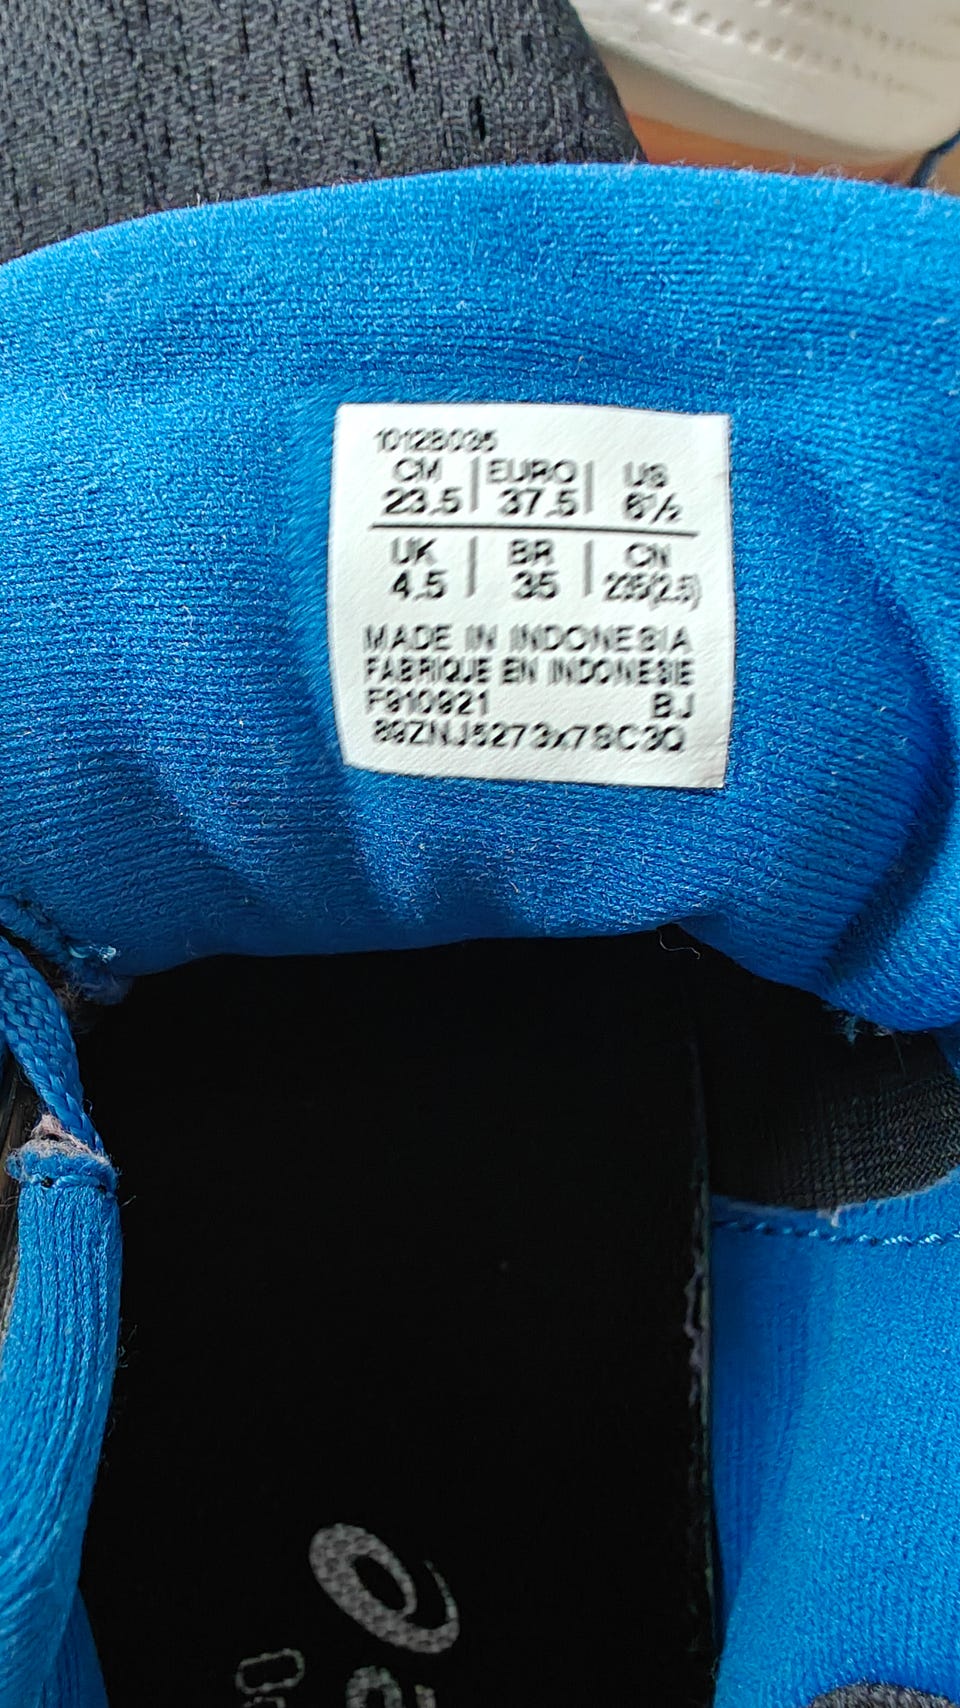 1012B035
CM | EURO | US
23.5 | 37.5 | 6½
UK | BR | CN
4.5 | 35 | 235(2.5)
MADE IN INDONESIA
FABRIQUE EN INDONESIE
F910921 BJ
89ZNJ5273x78C3Q